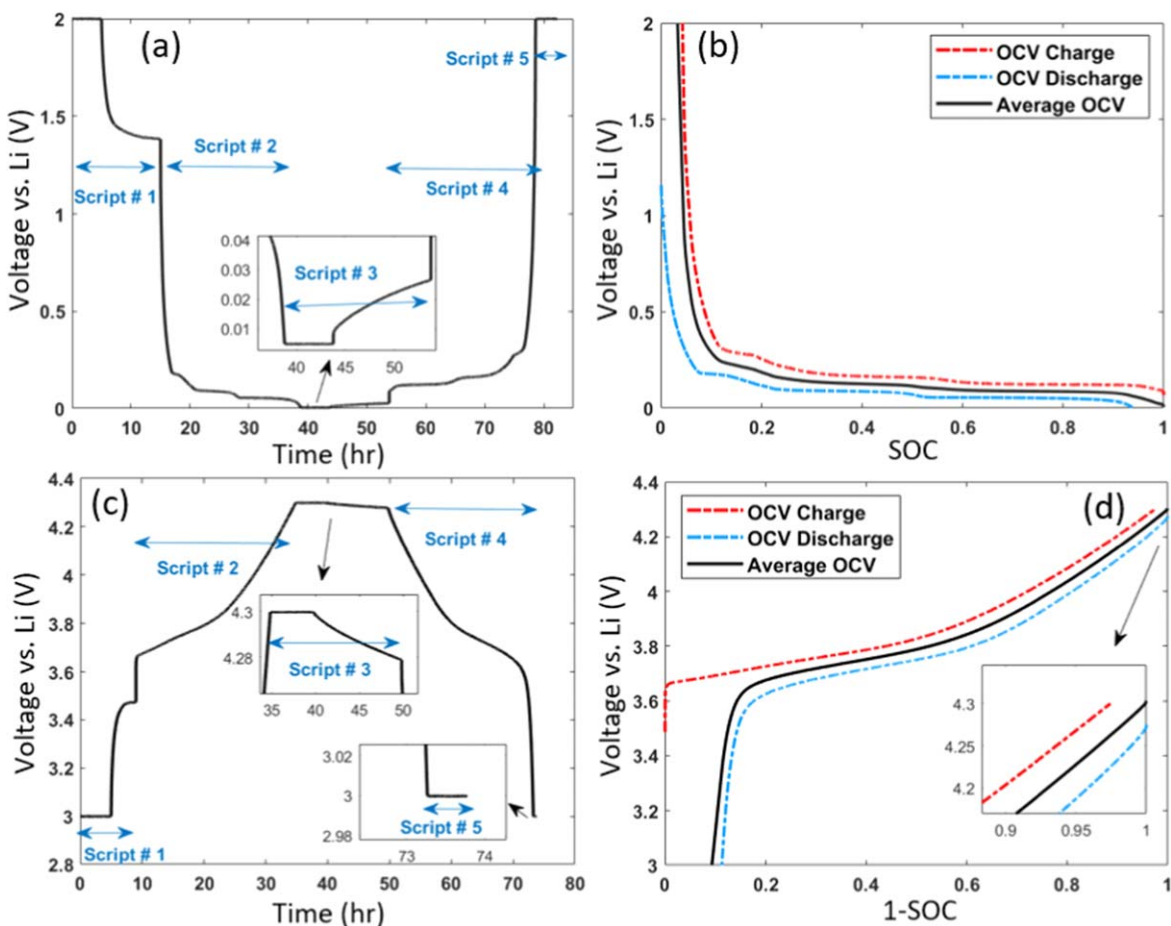 (a)
Voltage vs. Li (V)
2
1.5
1
0.5
0
Script # 1
Script # 2
Script # 3
Script # 4
Script # 5
0.04
0.03
0.02
0.01
40 45 50
0 10 20 30 40 50 60 70 80
Time (hr)
(b)
Voltage vs. Li (V)
OCV Charge
OCV Discharge
Average OCV
2
1.5
1
0.5
0
0 0.2 0.4 0.6 0.8 1
SOC
(c)
Voltage vs. Li (V)
4.4
4.2
4
3.8
3.6
3.4
3.2
3
2.8
Script # 1
Script # 2
Script # 3
Script # 4
Script # 5
4.3
4.28
35 40 45 50
3.02
3
2.98
73 74
0 10 20 30 40 50 60 70 80
Time (hr)
(d)
Voltage vs. Li (V)
OCV Charge
OCV Discharge
Average OCV
4.4
4.2
4
3.8
3.6
3.4
3.2
3
4.3
4.25
4.2
0.9 0.95 1
0 0.2 0.4 0.6 0.8 1
1-SOC